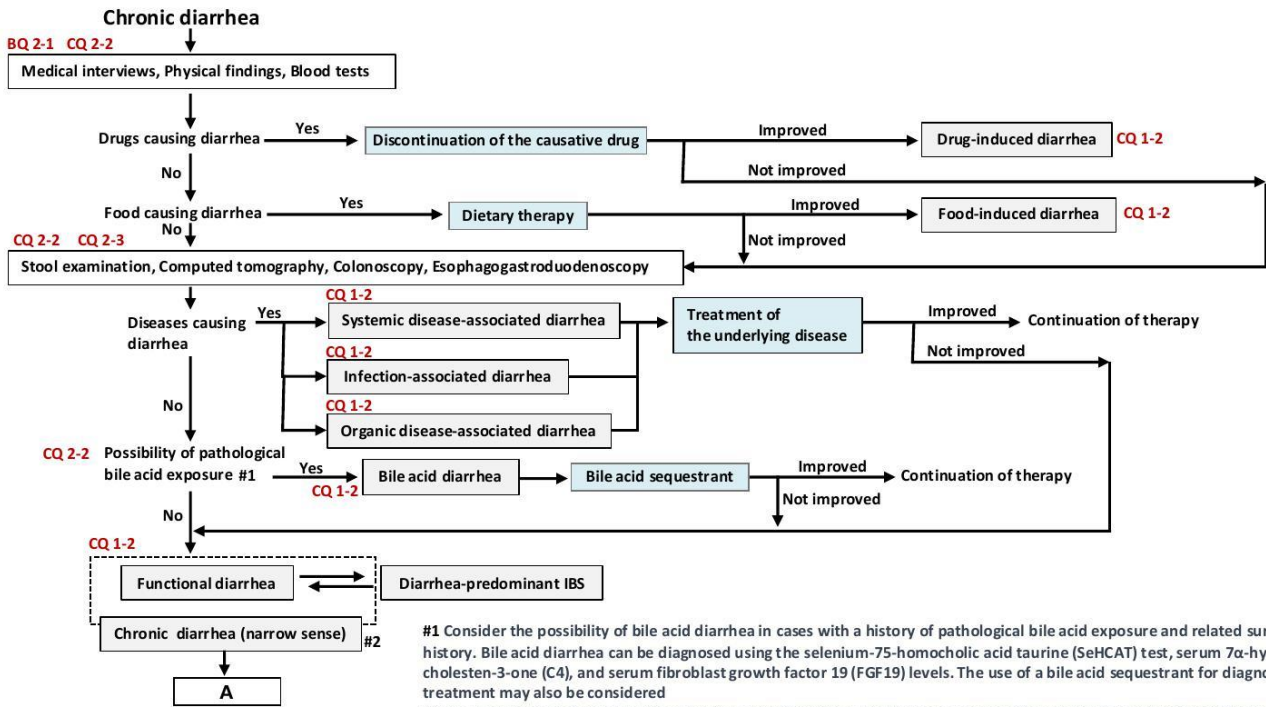 Chronic diarrhea
BQ 2-1 CQ 2-2
Medical interviews, Physical findings, Blood tests
Drugs causing diarrhea
Yes
Discontinuation of the causative drug
Improved
Drug-induced diarrhea
CQ 1-2
Not improved
No
Food causing diarrhea
Yes
Dietary therapy
Improved
Food-induced diarrhea
CQ 1-2
Not improved
No
CQ 2-2 CQ 2-3
Stool examination, Computed tomography, Colonoscopy, Esophagogastroduodenoscopy
Diseases causing
diarrhea
Yes
CQ 1-2
Systemic disease-associated diarrhea
CQ 1-2
Infection-associated diarrhea
CQ 1-2
Organic disease-associated diarrhea
Treatment of
the underlying disease
Improved
Continuation of therapy
Not improved
No
CQ 2-2
Possibility of pathological
bile acid exposure #1
Yes
CQ 1-2
Bile acid diarrhea
Bile acid sequestrant
Improved
Continuation of therapy
Not improved
No
CQ 1-2
Functional diarrhea
Diarrhea-predominant IBS
Chronic diarrhea (narrow sense)
#2
A
#1 Consider the possibility of bile acid diarrhea in cases with a history of pathological bile acid exposure and related sur
history. Bile acid diarrhea can be diagnosed using the selenium-75-homocholic acid taurine (SeHCAT) test, serum 7α-hy
cholesten-3-one (C4), and serum fibroblast growth factor 19 (FGF19) levels. The use of a bile acid sequestrant for diagno
treatment may also be considered